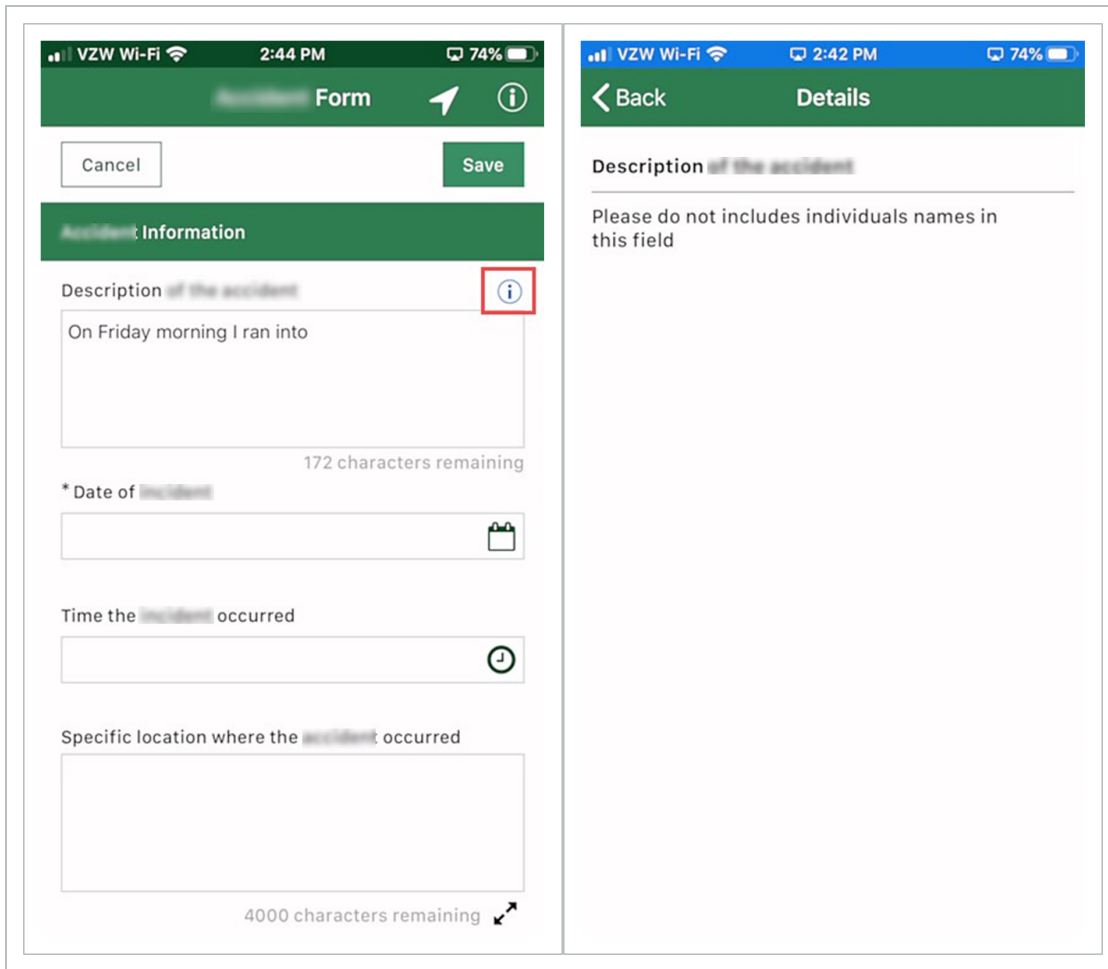 VZW Wi-Fi 2:44 PM 74%
Form
Cancel Save
Information
Description
On Friday morning I ran into
172 characters remaining
* Date of
Time the occurred
Specific location where the occurred
4000 characters remaining
VZW Wi-Fi 2:42 PM 74%
Back Details
Description
Please do not includes individuals names in
this field